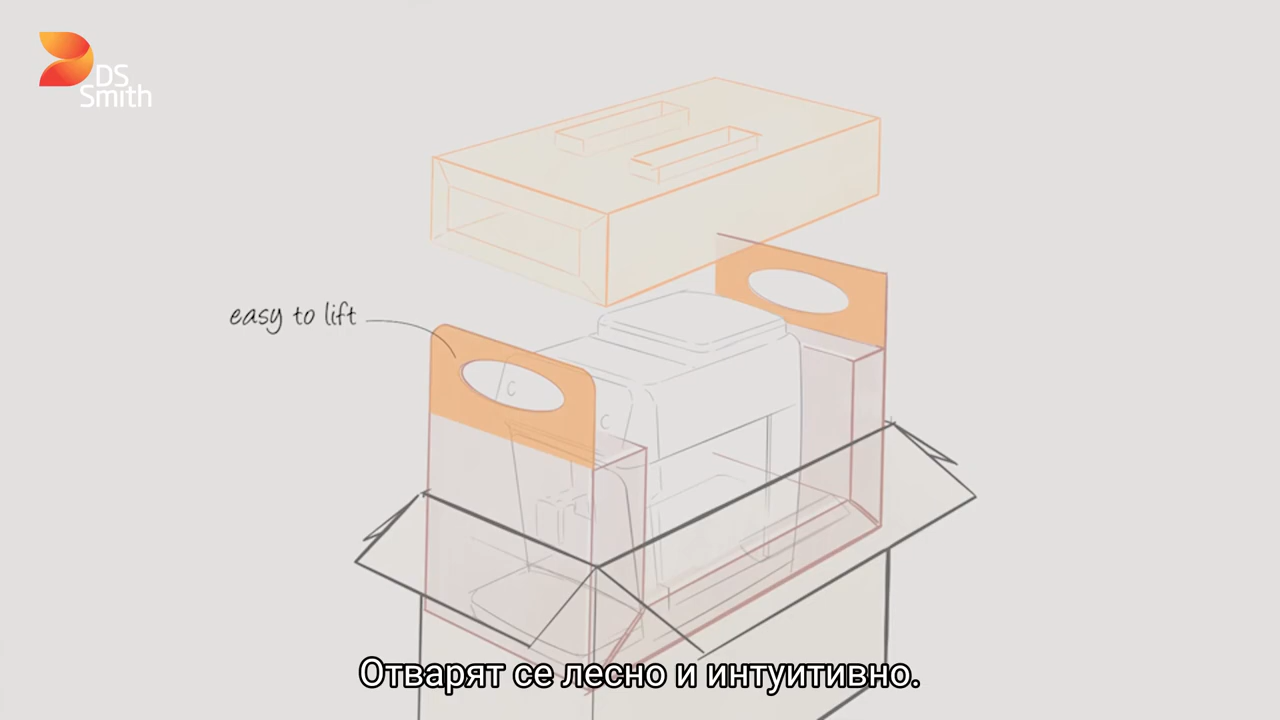 DS
Smith
easy to lift
Отварят се лесно и интуитивно.